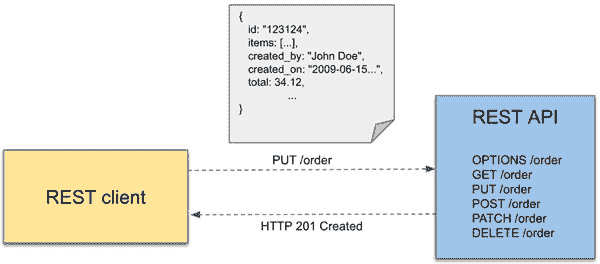 {
id: "123124",
items: [...],
created_by: "John Doe",
created_on: "2009-06-15...",
total: 34.12,
...
}
REST API
PUT /order
REST client
HTTP 201 Created
OPTIONS /order
GET /order
PUT /order
POST /order
PATCH /order
DELETE /order